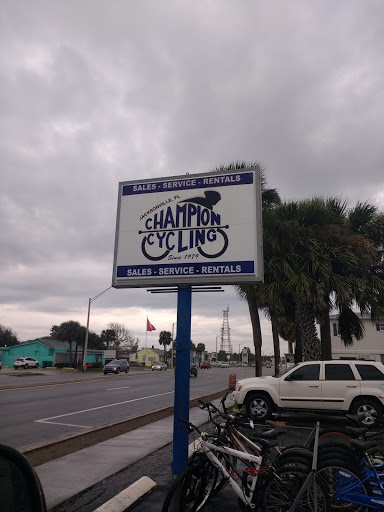 SALES - SERVICE - RENTALS
JACKSONVILLE, FL
CHAMPION
CYCLING
Since 1979
SALES - SERVICE - RENTALS